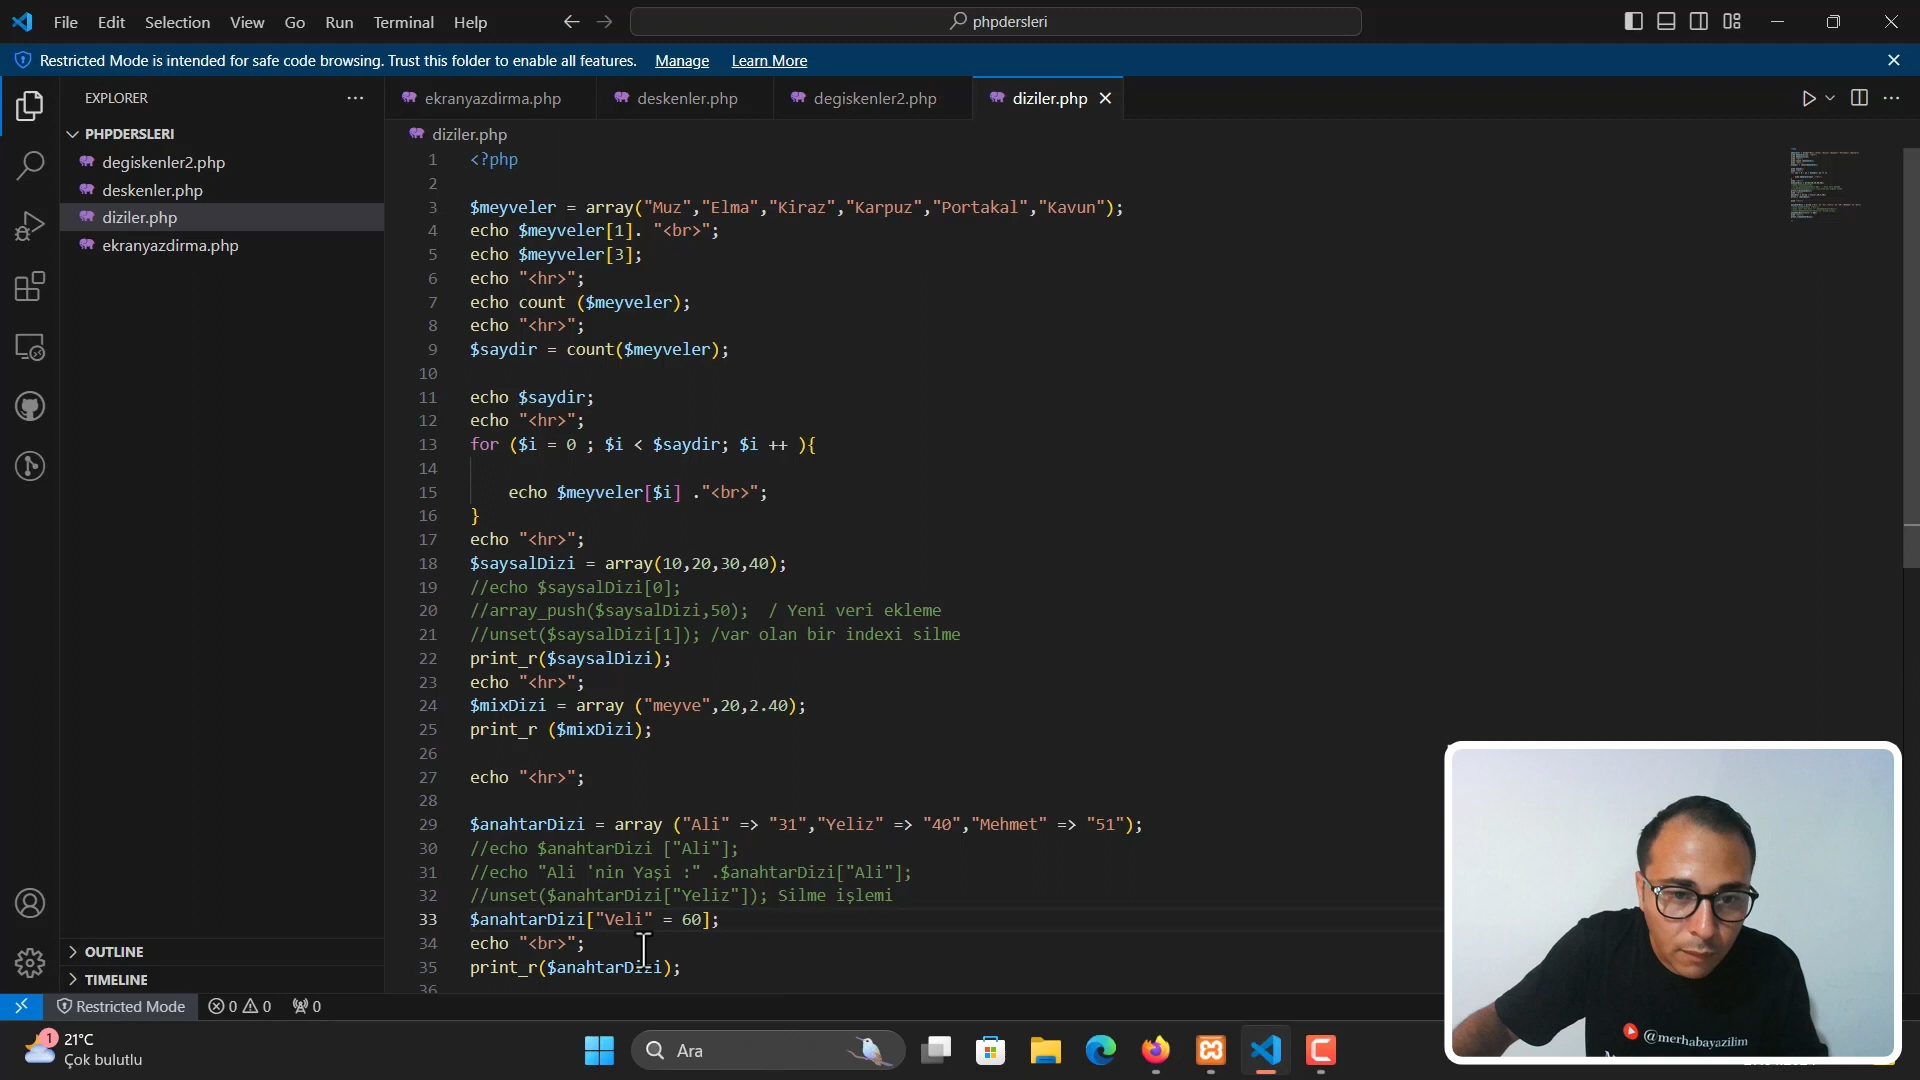 File Edit Selection View Go Run Terminal Help
phpdersleri
Restricted Mode is intended for safe code browsing. Trust this folder to enable all features. Manage Learn More
EXPLORER
ekranyazdirma.php deskenler.php degiskenler2.php diziler.php
PHPDERSLERI
degiskenler2.php
deskenler.php
diziler.php
ekranyazdirma.php
OUTLINE
TIMELINE
diziler.php
1 <?php
2
3 $meyveler = array("Muz","Elma","Kiraz","Karpuz","Portakal","Kavun");
4 echo $meyveler[1]. "<br>";
5 echo $meyveler[3];
6 echo "<hr>";
7 echo count ($meyveler);
8 echo "<hr>";
9 $saydir = count($meyveler);
10
11 echo $saydir;
12 echo "<hr>";
13 for ($i = 0 ; $i < $saydir; $i ++ ){
14
15 echo $meyveler[$i] ."<br>";
16 }
17 echo "<hr>";
18 $saysalDizi = array(10,20,30,40);
19 //echo $saysalDizi[0];
20 //array_push($saysalDizi,50); / Yeni veri ekleme
21 //unset($saysalDizi[1]); /var olan bir indexi silme
22 print_r($saysalDizi);
23 echo "<hr>";
24 $mixDizi = array ("meyve",20,2.40);
25 print_r ($mixDizi);
26
27 echo "<hr>";
28
29 $anahtarDizi = array ("Ali" => "31","Yeliz" => "40","Mehmet" => "51");
30 //echo $anahtarDizi ["Ali"];
31 //echo "Ali 'nin Yaşi :" .$anahtarDizi["Ali"];
32 //unset($anahtarDizi["Yeliz"]); Silme işlemi
33 $anahtarDizi["Veli" = 60];
34 echo "<br>";
35 print_r($anahtarDizi);
36
@merhabayazilim
Restricted Mode 0 0 0
1 21°C
Çok bulutlu
Ara